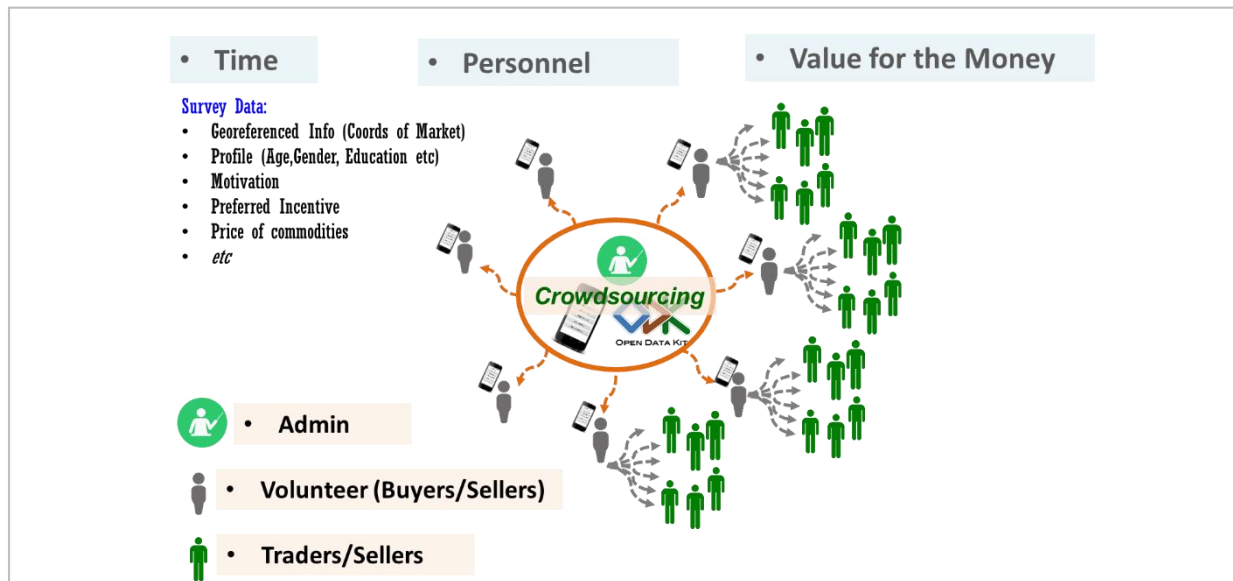 • Time
• Personnel
• Value for the Money
Survey Data:
• Georeferenced Info (Coords of Market)
• Profile (Age,Gender, Education etc)
• Motivation
• Preferred Incentive
• Price of commodities
• etc
Crowdsourcing
OPEN DATA KIT
• Admin
• Volunteer (Buyers/Sellers)
• Traders/Sellers